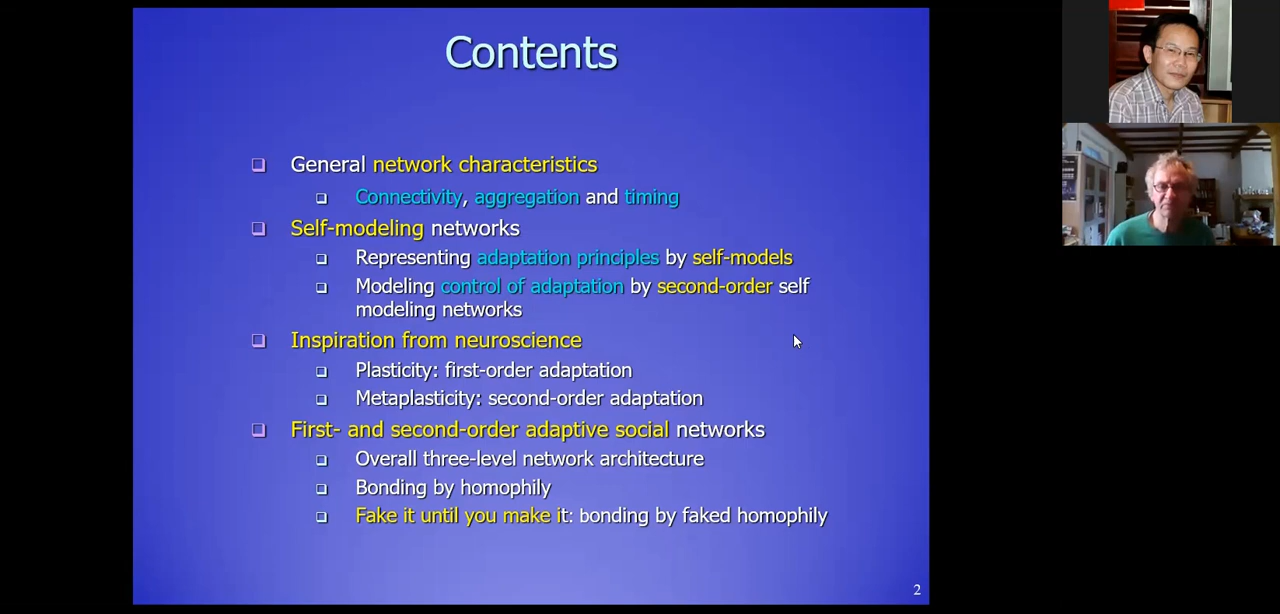 Contents
General network characteristics
Connectivity, aggregation and timing
Self-modeling networks
Representing adaptation principles by self-models
Modeling control of adaptation by second-order self
modeling networks
Inspiration from neuroscience
Plasticity: first-order adaptation
Metaplasticity: second-order adaptation
First- and second-order adaptive social networks
Overall three-level network architecture
Bonding by homophily
Fake it until you make it: bonding by faked homophily
2